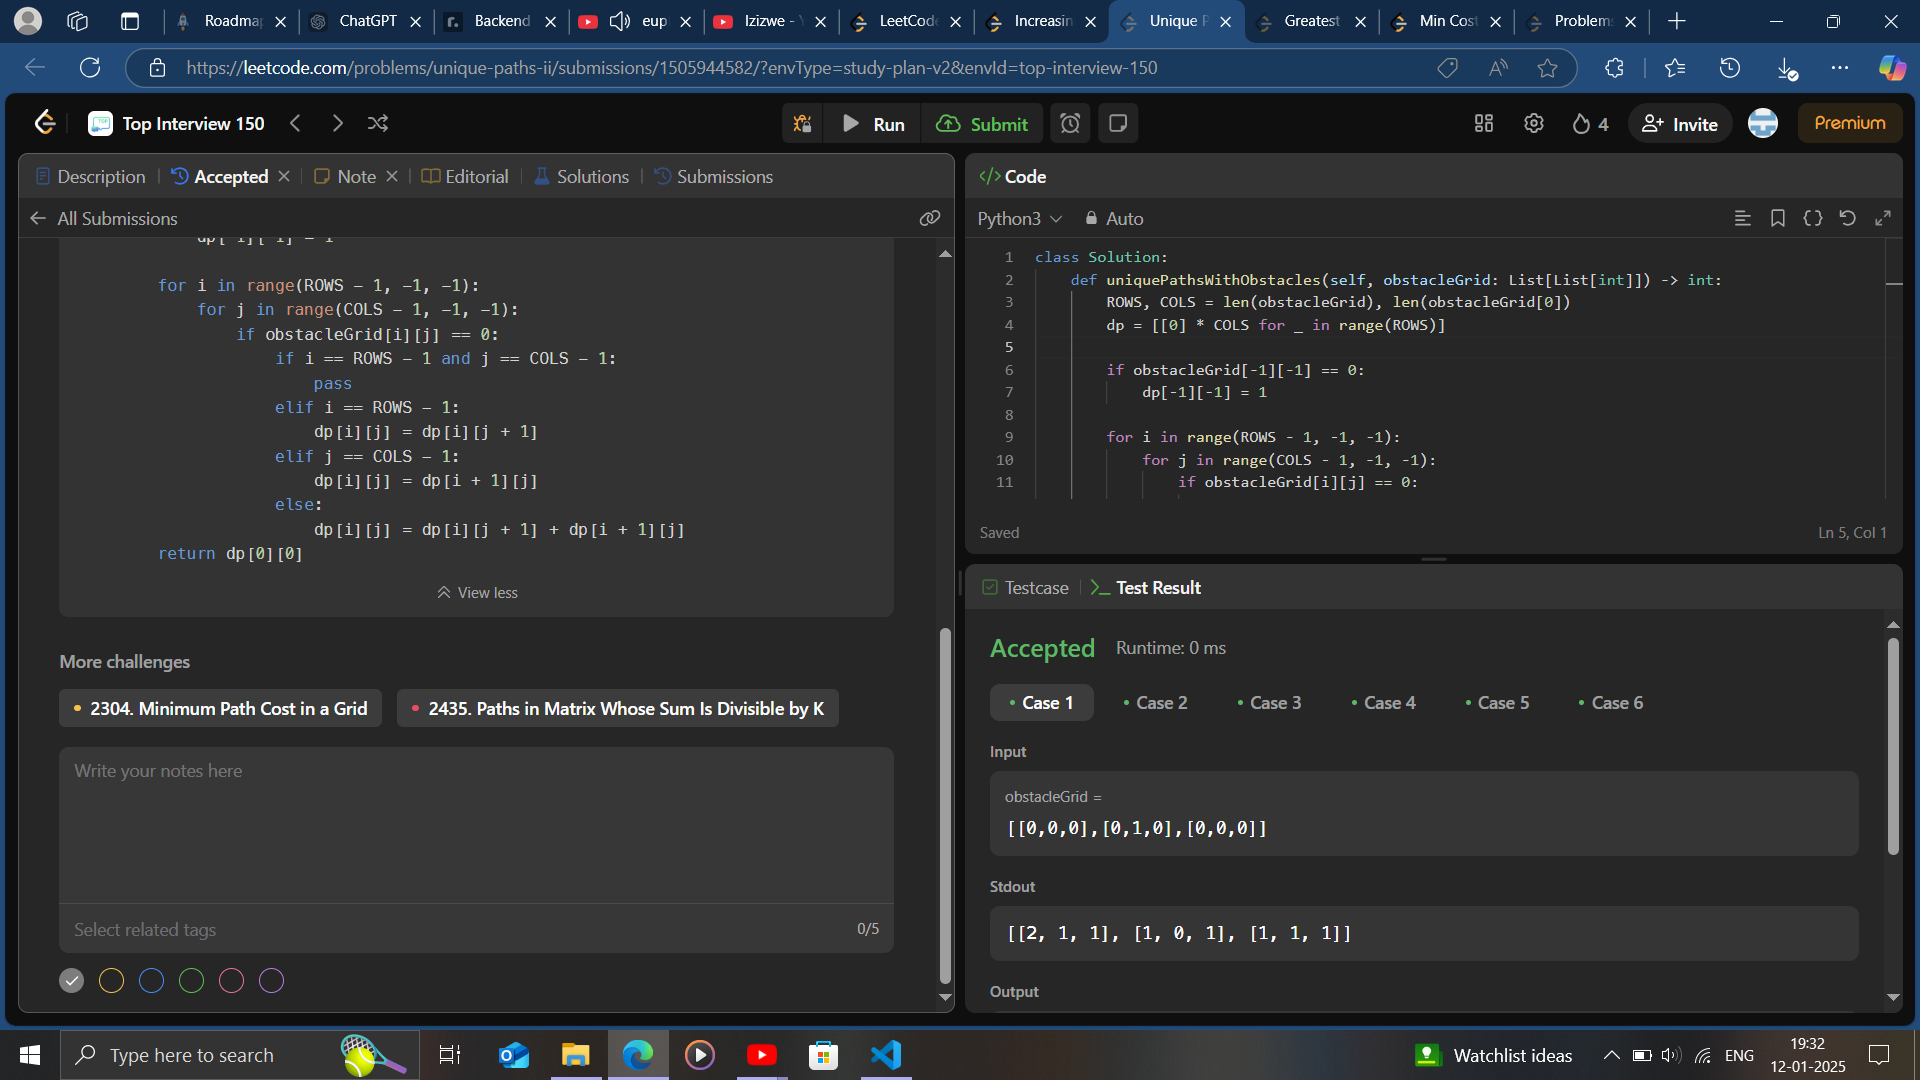 Roadmap
ChatGPT
Backend
eup
Izizwe - Y
LeetCode
Increasin
Unique P
Greatest
Min Cost
Problem
https://leetcode.com/problems/unique-paths-ii/submissions/1505944582/?envType=study-plan-v2&envId=top-interview-150
Top Interview 150
Run
Submit
4
Invite
Premium
Description
Accepted
Note
Editorial
Solutions
Submissions
All Submissions
dp[-1][-1] = 1
for i in range(ROWS - 1, -1, -1):
for j in range(COLS - 1, -1, -1):
if obstacleGrid[i][j] == 0:
if i == ROWS - 1 and j == COLS - 1:
pass
elif i == ROWS - 1:
dp[i][j] = dp[i][j + 1]
elif j == COLS - 1:
dp[i][j] = dp[i + 1][j]
else:
dp[i][j] = dp[i][j + 1] + dp[i + 1][j]
return dp[0][0]
View less
More challenges
2304. Minimum Path Cost in a Grid
2435. Paths in Matrix Whose Sum Is Divisible by K
Write your notes here
Select related tags
0/5
</> Code
Python3
Auto
1 class Solution:
2 def uniquePathsWithObstacles(self, obstacleGrid: List[List[int]]) -> int:
3 ROWS, COLS = len(obstacleGrid), len(obstacleGrid[0])
4 dp = [[0] * COLS for _ in range(ROWS)]
5
6 if obstacleGrid[-1][-1] == 0:
7 dp[-1][-1] = 1
8
9 for i in range(ROWS - 1, -1, -1):
10 for j in range(COLS - 1, -1, -1):
11 if obstacleGrid[i][j] == 0:
Saved
Ln 5, Col 1
Testcase
Test Result
Accepted
Runtime: 0 ms
Case 1
Case 2
Case 3
Case 4
Case 5
Case 6
Input
obstacleGrid =
[[0,0,0],[0,1,0],[0,0,0]]
Stdout
[[2, 1, 1], [1, 0, 1], [1, 1, 1]]
Output
Type here to search
Watchlist ideas
ENG
19:32
12-01-2025